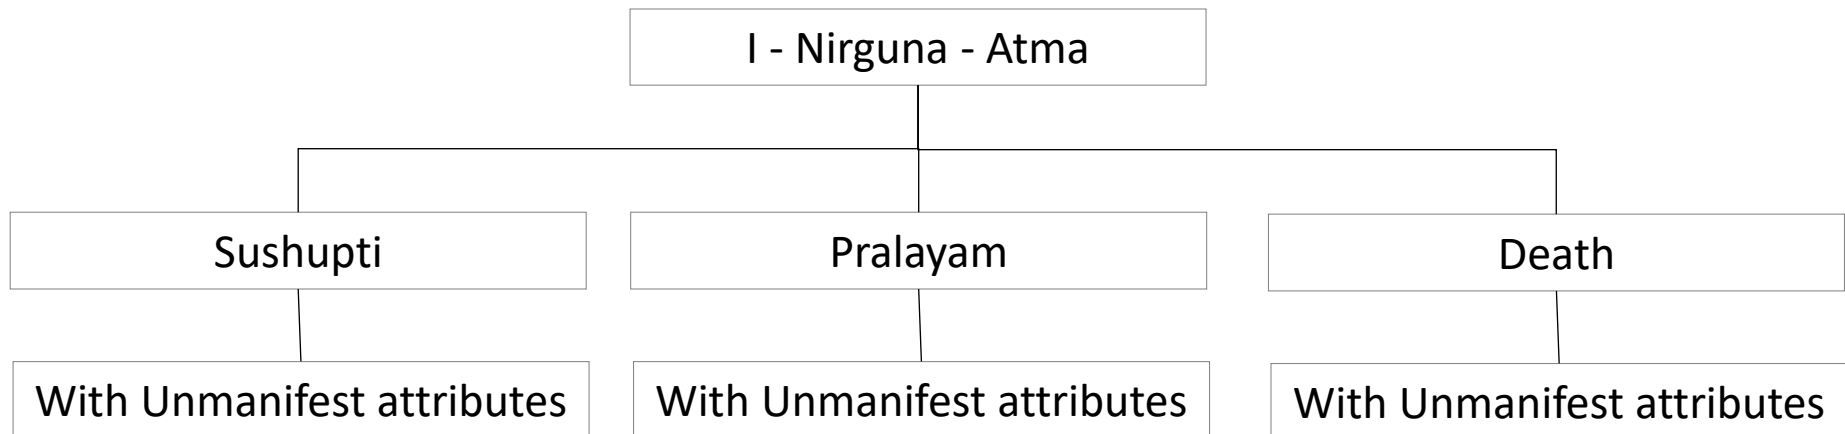 I - Nirguna - Atma
Sushupti
Pralayam
Death
With Unmanifest attributes
With Unmanifest attributes
With Unmanifest attributes